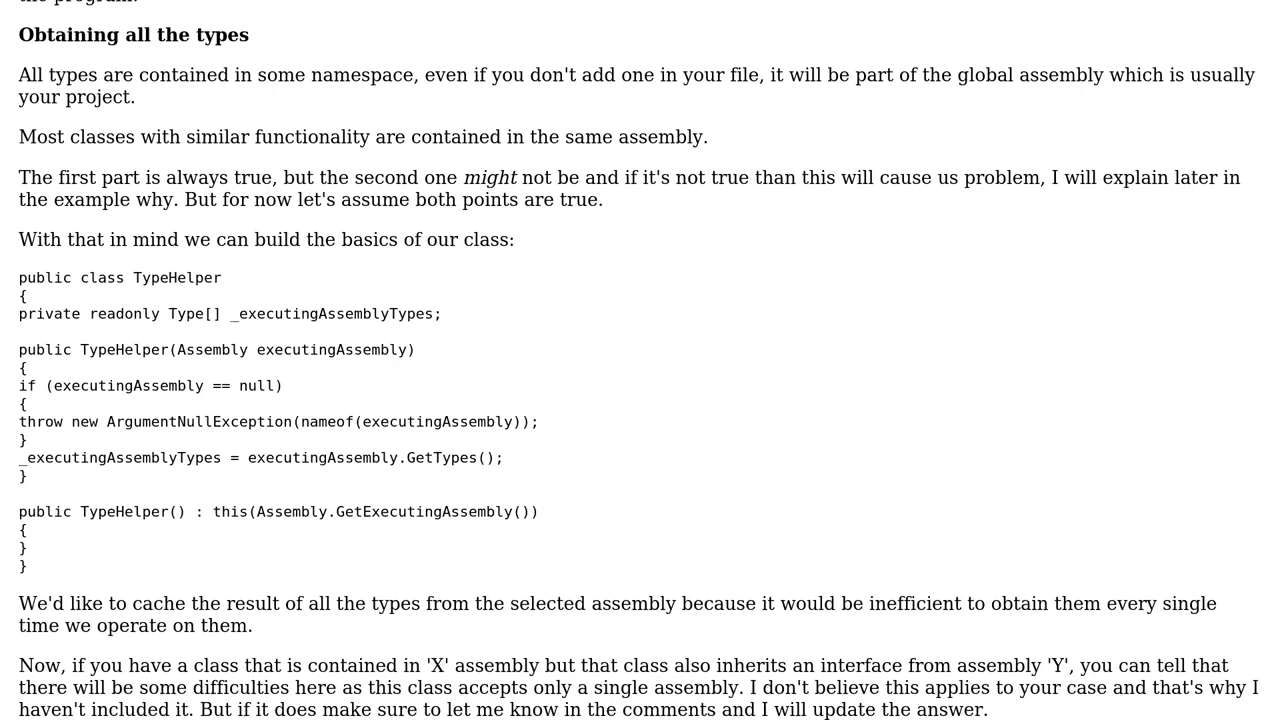 the program.
Obtaining all the types
All types are contained in some namespace, even if you don't add one in your file, it will be part of the global assembly which is usually
your project.
Most classes with similar functionality are contained in the same assembly.
The first part is always true, but the second one might not be and if it's not true than this will cause us problem, I will explain later in
the example why. But for now let's assume both points are true.
With that in mind we can build the basics of our class:
public class TypeHelper
{
private readonly Type[] _executingAssemblyTypes;
public TypeHelper(Assembly executingAssembly)
{
if (executingAssembly == null)
{
throw new ArgumentNullException(nameof(executingAssembly));
}
_executingAssemblyTypes = executingAssembly.GetTypes();
}
public TypeHelper() : this(Assembly.GetExecutingAssembly())
{
}
}
We'd like to cache the result of all the types from the selected assembly because it would be inefficient to obtain them every single
time we operate on them.
Now, if you have a class that is contained in 'X' assembly but that class also inherits an interface from assembly 'Y', you can tell that
there will be some difficulties here as this class accepts only a single assembly. I don't believe this applies to your case and that's why I
haven't included it. But if it does make sure to let me know in the comments and I will update the answer.